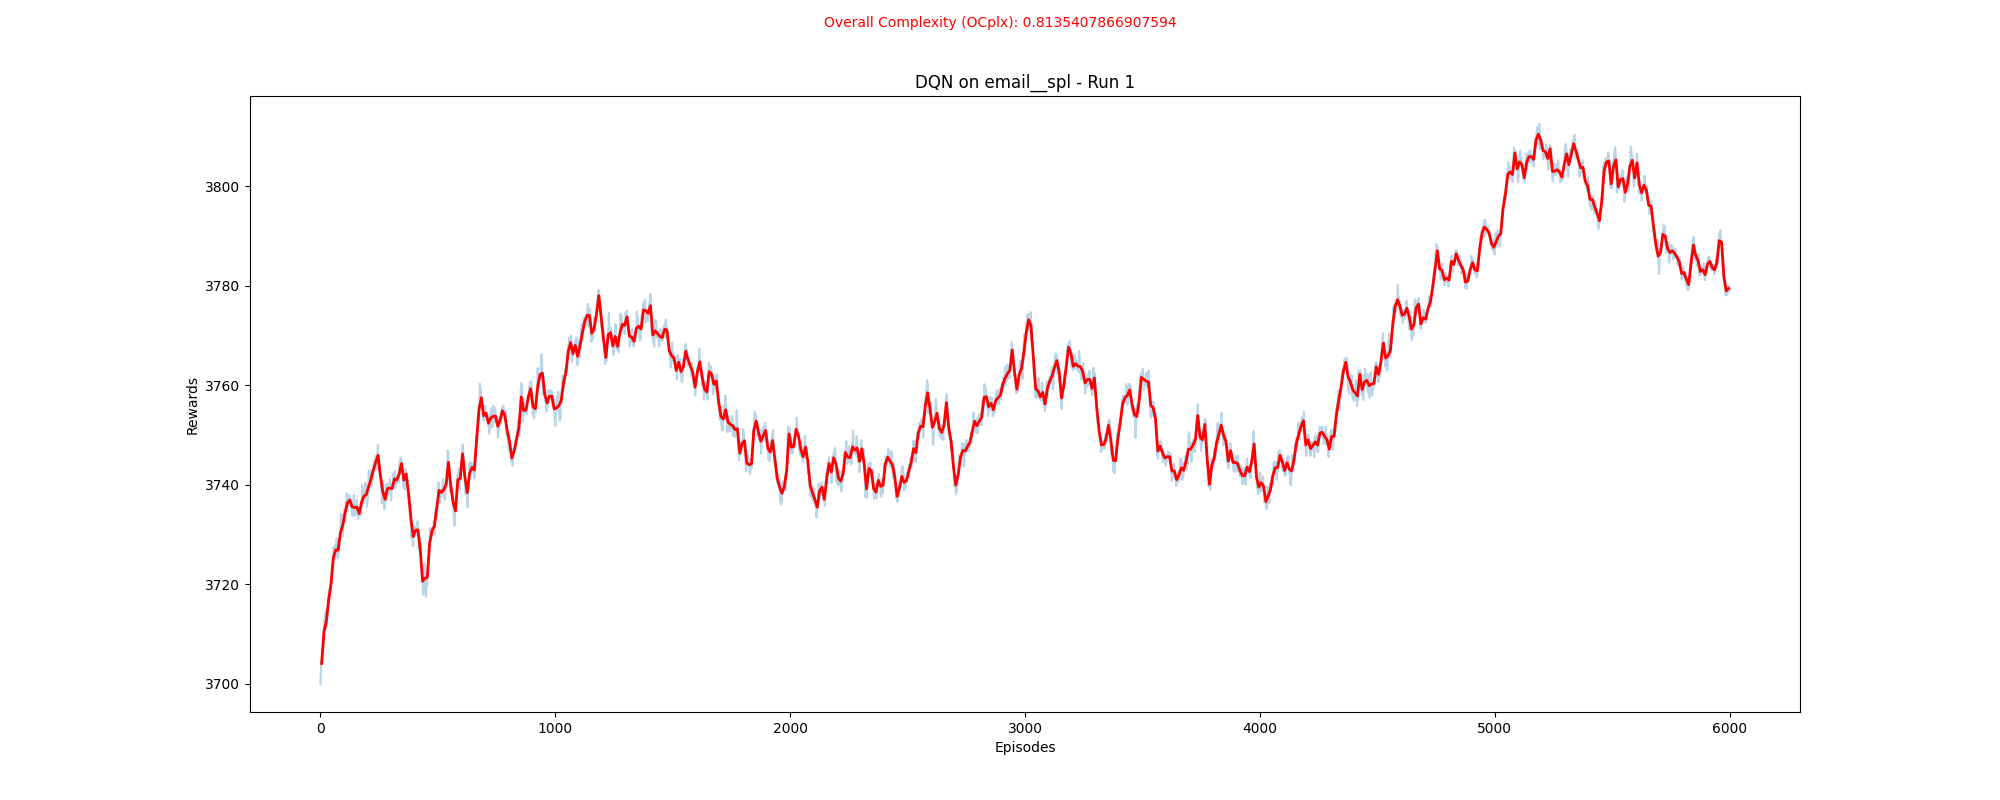 Overall Complexity (OCplx): 0.8135407866907594
DQN on email__spl - Run 1
Rewards
3800
3780
3760
3740
3720
3700
0 1000 2000 3000 4000 5000 6000
Episodes